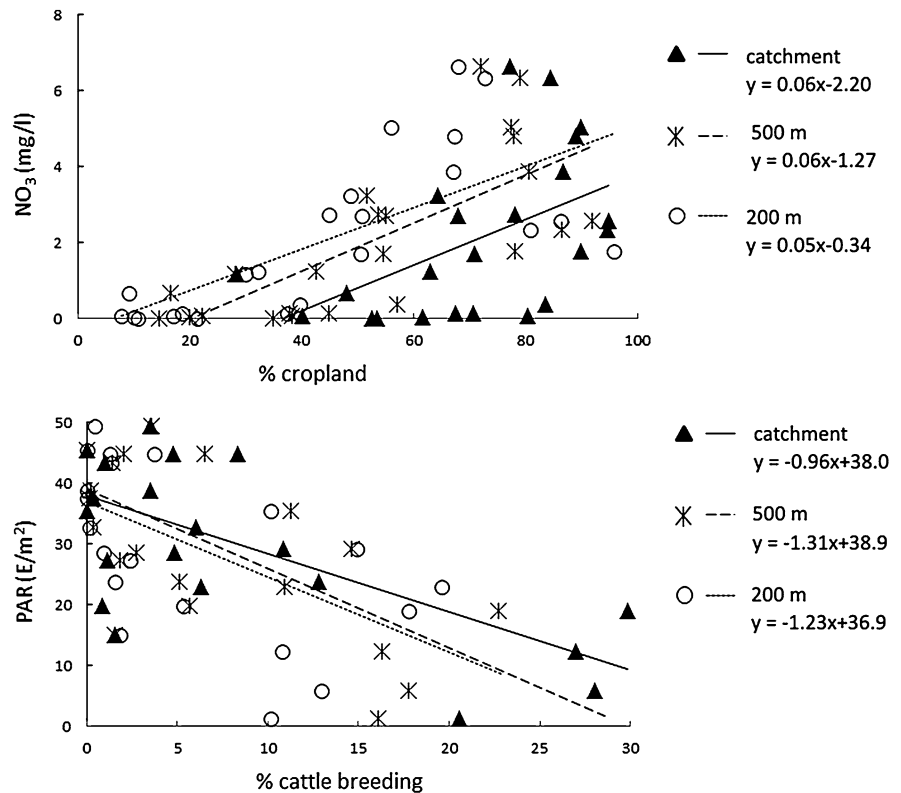 8
6
4
2
0
NO3 (mg/l)
0 20 40 60 80 100
% cropland
catchment
y = 0.06x-2.20
500 m
y = 0.06x-1.27
200 m
y = 0.05x-0.34
50
40
30
20
10
0
PAR (E/m²)
0 5 10 15 20 25 30
% cattle breeding
catchment
y = -0.96x+38.0
500 m
y = -1.31x+38.9
200 m
y = -1.23x+36.9